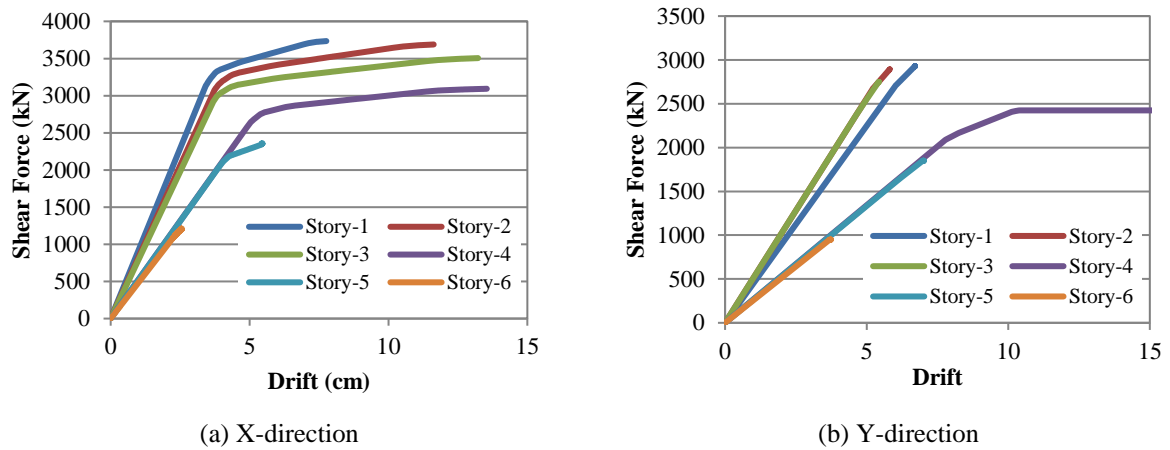 Shear Force (kN)
4000
3500
3000
2500
2000
1500
1000
500
0
Story-1 Story-2
Story-3 Story-4
Story-5 Story-6
0 5 10 15
Drift (cm)
(a) X-direction
Shear Force (kN)
3500
3000
2500
2000
1500
1000
500
0
Story-1 Story-2
Story-3 Story-4
Story-5 Story-6
0 5 10 15
Drift
(b) Y-direction